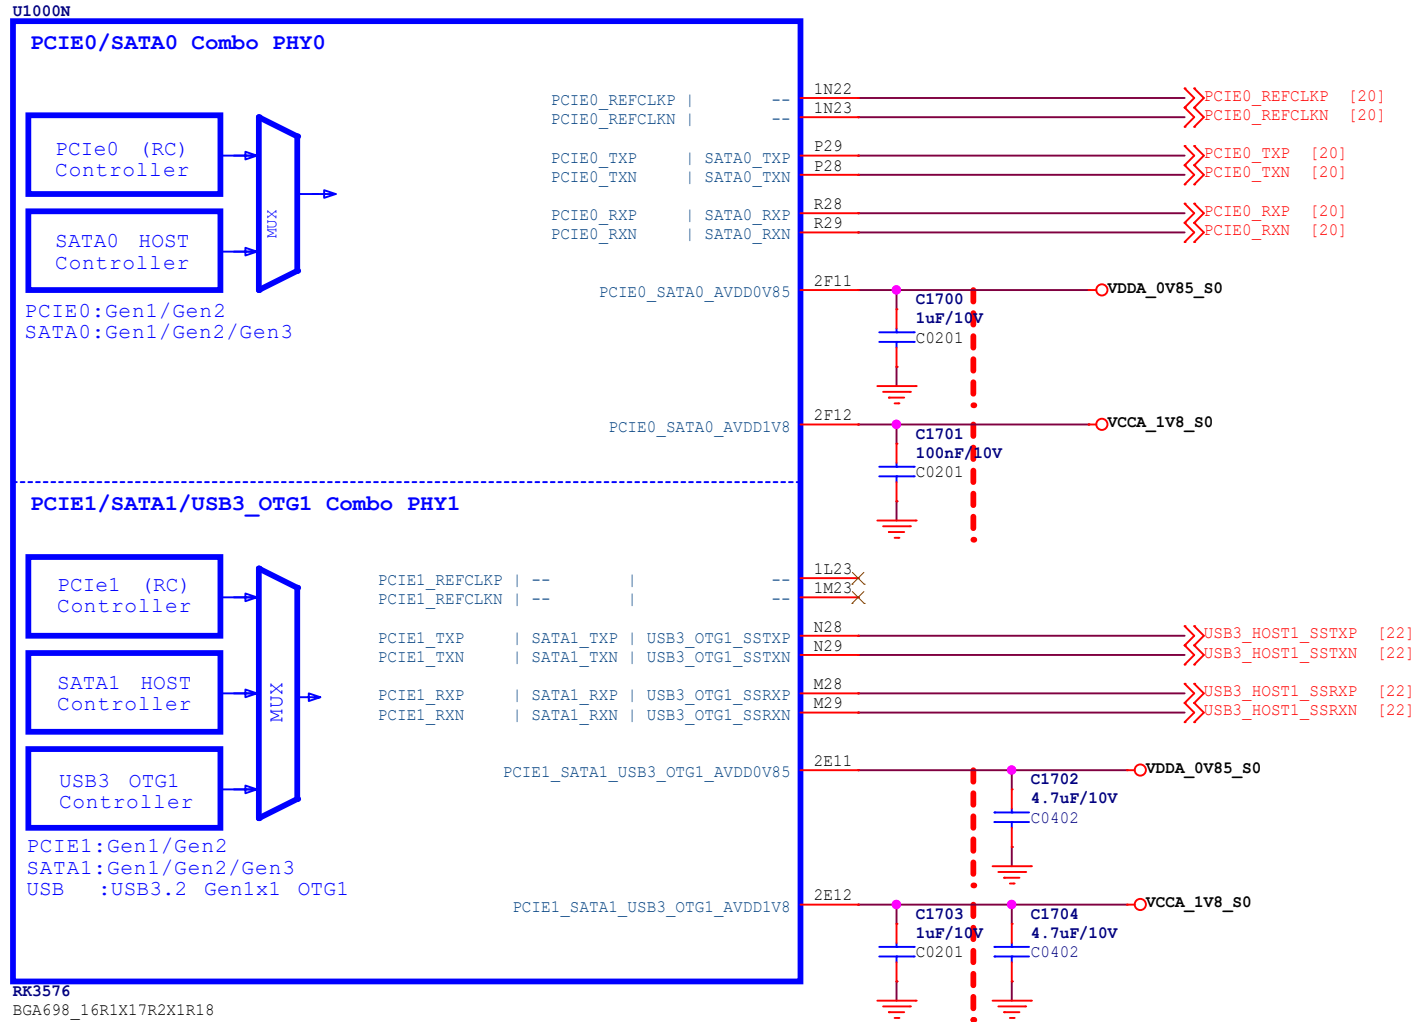 U1000N
PCIE0/SATA0 Combo PHY0
PCIe0 (RC)
Controller
MUX
SATA0 HOST
Controller
PCIE0:Gen1/Gen2
SATA0:Gen1/Gen2/Gen3
PCIE0_REFCLKP | -- 1N22 PCIE0_REFCLKP [20]
PCIE0_REFCLKN | -- 1N23 PCIE0_REFCLKN [20]
PCIE0_TXP | SATA0_TXP P29 PCIE0_TXP [20]
PCIE0_TXN | SATA0_TXN P28 PCIE0_TXN [20]
PCIE0_RXP | SATA0_RXP R28 PCIE0_RXP [20]
PCIE0_RXN | SATA0_RXN R29 PCIE0_RXN [20]
PCIE0_SATA0_AVDD0V85 2F11 VDDA_0V85_S0
C1700
1uF/10V
C0201
PCIE0_SATA0_AVDD1V8 2F12 VCCA_1V8_S0
C1701
100nF/10V
C0201
PCIE1/SATA1/USB3_OTG1 Combo PHY1
PCIe1 (RC)
Controller
SATA1 HOST
Controller
MUX
USB3 OTG1
Controller
PCIE1:Gen1/Gen2
SATA1:Gen1/Gen2/Gen3
USB :USB3.2 Gen1x1 OTG1
PCIE1_REFCLKP | -- | -- 1L23
PCIE1_REFCLKN | -- | -- 1M23
PCIE1_TXP | SATA1_TXP | USB3_OTG1_SSTXP N28 USB3_HOST1_SSTXP [22]
PCIE1_TXN | SATA1_TXN | USB3_OTG1_SSTXN N29 USB3_HOST1_SSTXN [22]
PCIE1_RXP | SATA1_RXP | USB3_OTG1_SSRXP M28 USB3_HOST1_SSRXP [22]
PCIE1_RXN | SATA1_RXN | USB3_OTG1_SSRXN M29 USB3_HOST1_SSRXN [22]
PCIE1_SATA1_USB3_OTG1_AVDD0V85 2E11 VDDA_0V85_S0
C1702
4.7uF/10V
C0402
PCIE1_SATA1_USB3_OTG1_AVDD1V8 2E12 VCCA_1V8_S0
C1703 C1704
1uF/10V 4.7uF/10V
C0201 C0402
RK3576
BGA698_16R1X17R2X1R18